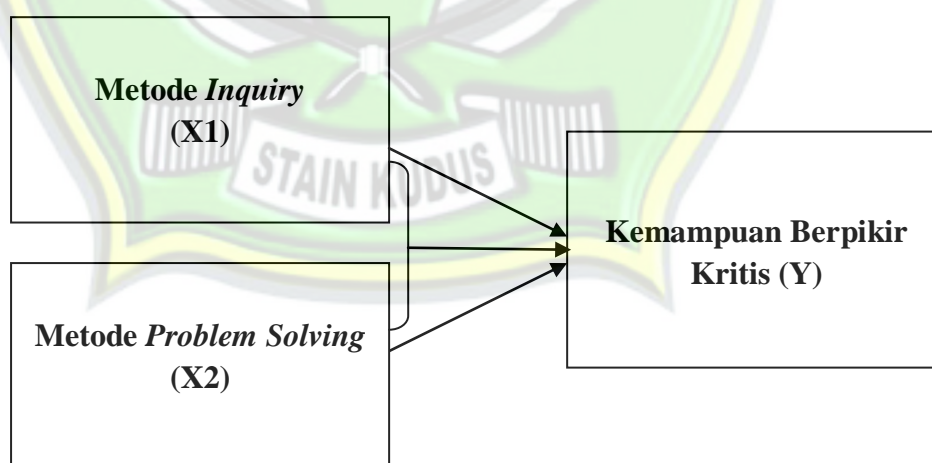 Metode Inquiry
(X1)
STAIN KUDUS
Metode Problem Solving
(X2)
Kemampuan Berpikir
Kritis (Y)